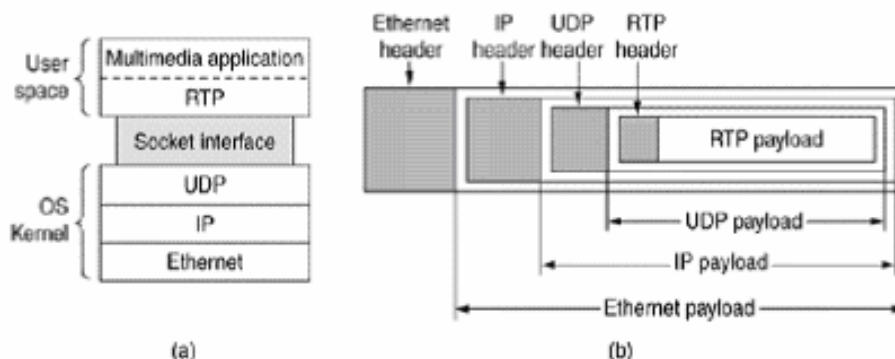 User
space
Multimedia application
RTP
Socket interface
OS
Kernel
UDP
IP
Ethernet
(a)
Ethernet
header
IP
header
UDP
header
RTP
header
RTP payload
UDP payload
IP payload
Ethernet payload
(b)